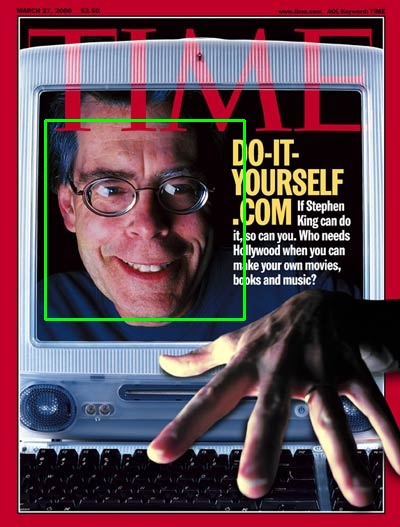 MARCH 27, 2000 $3.50
www.time.com AOL Keyword: TIME
TIME
DO-IT-
YOURSELF
.COM If Stephen
King can do
it, so can you. Who needs
Hollywood when you can
make your own movies,
books and music?